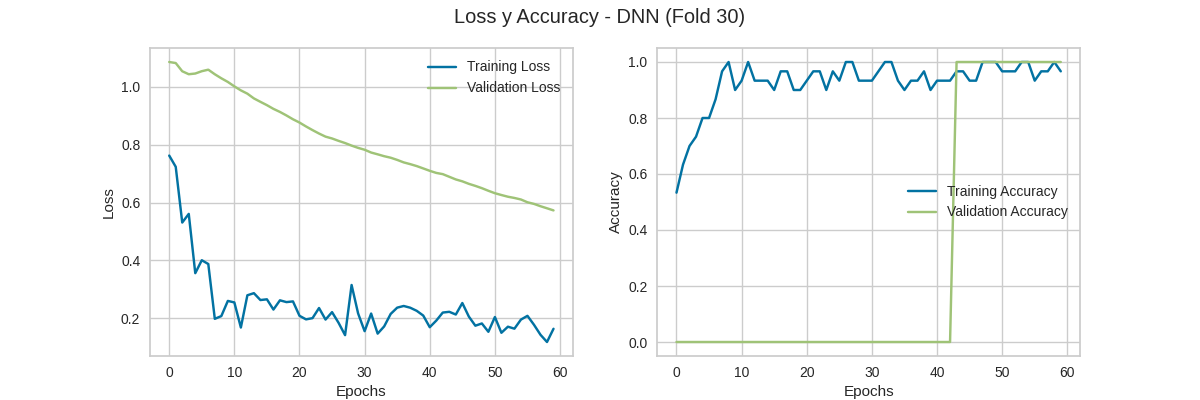 Loss y Accuracy - DNN (Fold 30)
Loss
1.0
0.8
0.6
0.4
0.2
Training Loss
Validation Loss
0 10 20 30 40 50 60
Epochs
Accuracy
1.0
0.8
0.6
0.4
0.2
0.0
Training Accuracy
Validation Accuracy
0 10 20 30 40 50 60
Epochs